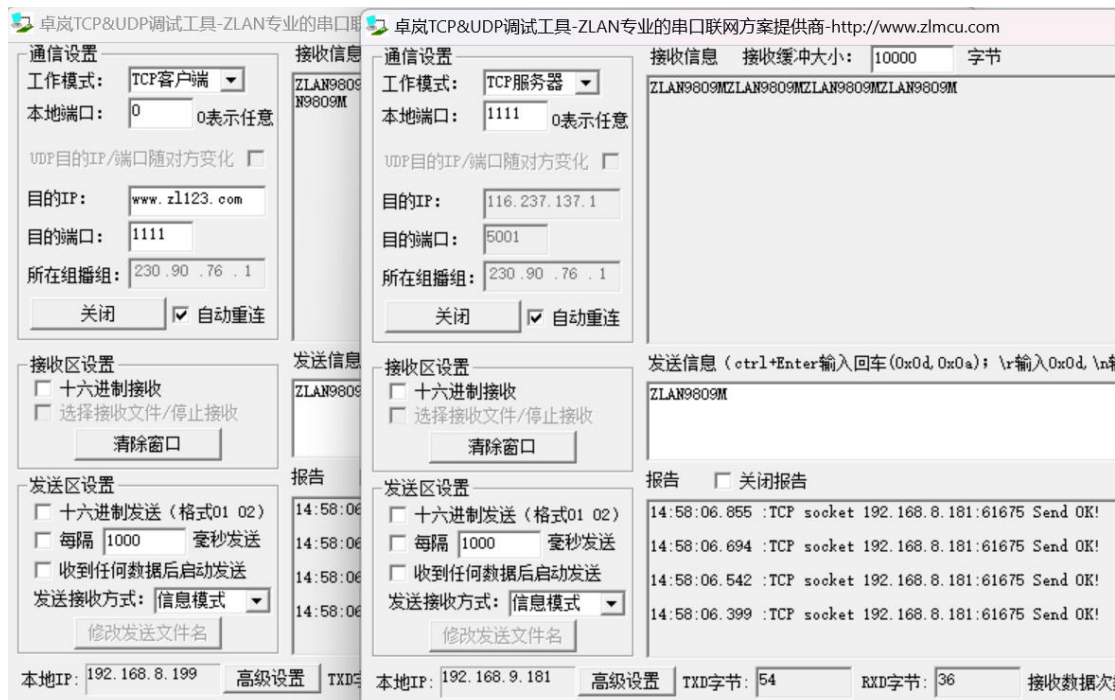 卓岚TCP&UDP调试工具-ZLAN专业的串口联
通信设置
接收信息
工作模式： TCP客户端
ZLAN9809
N9809M
本地端口： 0 0表示任意
UDP目的IP/端口随对方变化
目的IP： www.zl123.com
目的端口： 1111
所在组播组： 230 .90 .76 .1
关闭 自动重连
接收区设置
发送信息
十六进制接收
ZLAN9809
选择接收文件/停止接收
清除窗口
发送区设置
报告
十六进制发送（格式01 02）
14:58:06
每隔 1000 毫秒发送
14:58:06
收到任何数据后启动发送
14:58:06
发送接收方式： 信息模式
14:58:06
修改发送文件名
本地IP: 192.168.8.199 高级设置
卓岚TCP&UDP调试工具-ZLAN专业的串口联网方案提供商-http://www.zlmcu.com
通信设置
接收信息 接收缓冲大小： 10000 字节
工作模式： TCP服务器
ZLAN9809MZLAN9809MZLAN9809MZLAN9809M
本地端口： 1111 0表示任意
UDP目的IP/端口随对方变化
目的IP： 116.237.137.1
目的端口： 5001
所在组播组： 230 .90 .76 .1
关闭 自动重连
接收区设置
发送信息（ctrl+Enter输入回车(0x0d,0x0a)；\r输入0x0d,\n
十六进制接收
ZLAN9809M
选择接收文件/停止接收
清除窗口
发送区设置
报告 关闭报告
十六进制发送（格式01 02）
14:58:06.855 :TCP socket 192.168.8.181:61675 Send OK!
每隔 1000 毫秒发送
14:58:06.694 :TCP socket 192.168.8.181:61675 Send OK!
收到任何数据后启动发送
14:58:06.542 :TCP socket 192.168.8.181:61675 Send OK!
发送接收方式： 信息模式
14:58:06.399 :TCP socket 192.168.8.181:61675 Send OK!
修改发送文件名
本地IP: 192.168.9.181 高级设置 TXD字节: 54 RXD字节: 36 接收数据次